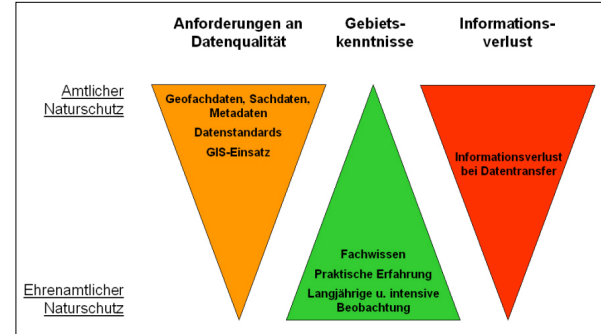 Anforderungen an
Datenqualität
Gebiets-
kenntnisse
Informations-
verlust
Amtlicher
Naturschutz
Geofachdaten, Sachdaten,
Metadaten
Datenstandards
GIS-Einsatz
Informationsverlust
bei Datentransfer
Fachwissen
Praktische Erfahrung
Langjährige u. intensive
Beobachtung
Ehrenamtlicher
Naturschutz